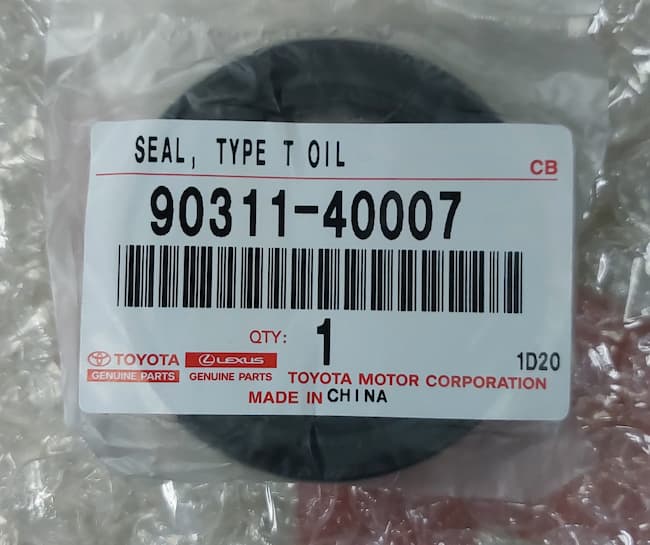 SEAL, TYPE T OIL
CB
90311-40007
QTY: 1
TOYOTA LEXUS 1D20
GENUINE PARTS GENUINE PARTS TOYOTA MOTOR CORPORATION
MADE IN CHINA